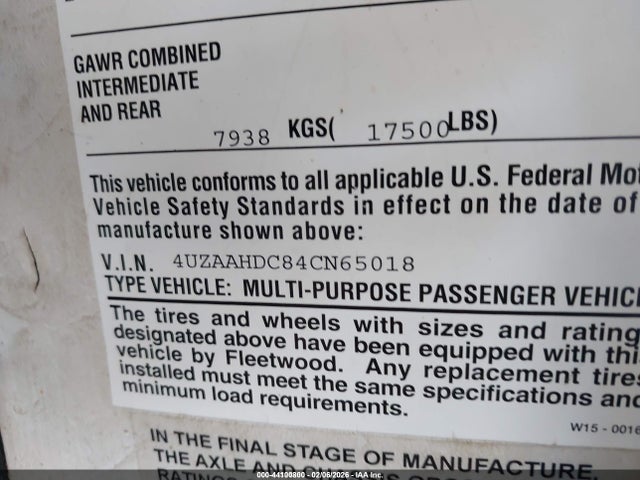 GAWR COMBINED
INTERMEDIATE
AND REAR
7938 KGS( 17500 LBS)
This vehicle conforms to all applicable U.S. Federal Mot
Vehicle Safety Standards in effect on the date of
manufacture shown above:
V.I.N. 4UZAAHDC84CN65018
TYPE VEHICLE: MULTI-PURPOSE PASSENGER VEHIC
The tires and wheels with sizes and rating
designated above have been equipped with this
vehicle by Fleetwood. Any replacement tires
installed must meet the same specifications and
minimum load requirements.
W15 - 0016
IN THE FINAL STAGE OF MANUFACTURE,
THE AXLE AND
000-44100800 - 02/06/2026 - IAA Inc.